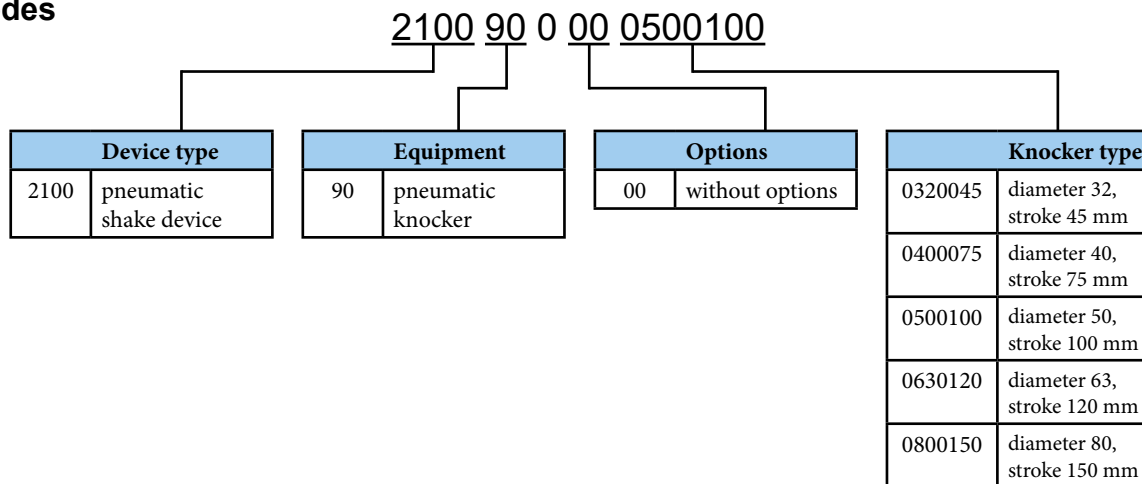 des
2100 90 0 00 0500100
Device type
2100 pneumatic
shake device
Equipment
90 pneumatic
knocker
Options
00 without options
Knocker type
0320045 diameter 32,
stroke 45 mm
0400075 diameter 40,
stroke 75 mm
0500100 diameter 50,
stroke 100 mm
0630120 diameter 63,
stroke 120 mm
0800150 diameter 80,
stroke 150 mm